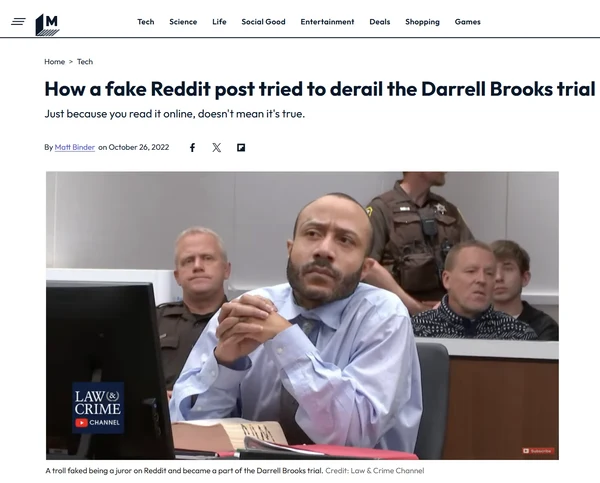 M
Tech Science Life Social Good Entertainment Deals Shopping Games
Home > Tech
How a fake Reddit post tried to derail the Darrell Brooks trial
Just because you read it online, doesn't mean it's true.
By Matt Binder on October 26, 2022
LAW &
CRIME
CHANNEL
Subscribe
A troll faked being a juror on Reddit and became a part of the Darrell Brooks trial. Credit: Law & Crime Channel